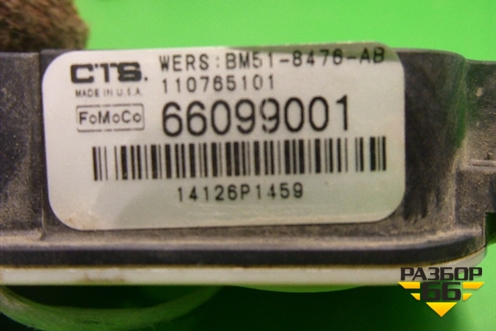 CTS. WERS:BM51-8476-AB
MADE IN U.S.A. 110765101
FoMoCo 66099001
14126P1459
РАЗБОР
66